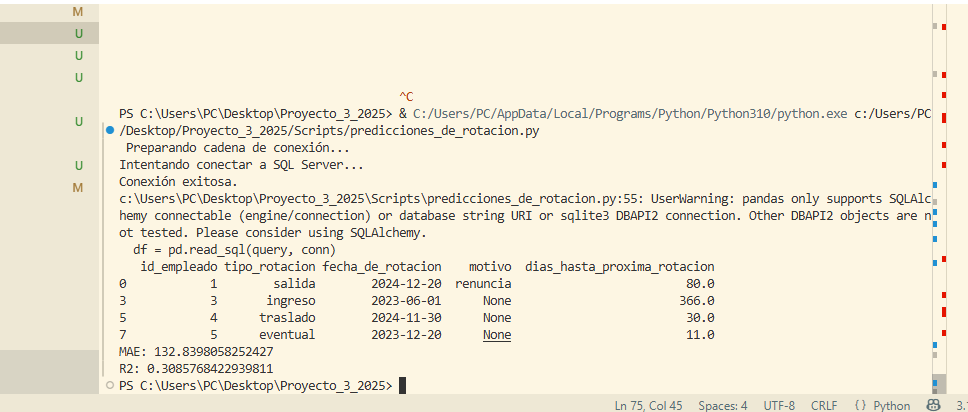 M
U
U
U
U
U
M
^C
PS C:\Users\PC\Desktop\Proyecto_3_2025> & C:/Users/PC/AppData/Local/Programs/Python/Python310/python.exe c:/Users/PC
/Desktop/Proyecto_3_2025/Scripts/predicciones_de_rotacion.py
Preparando cadena de conexión...
Intentando conectar a SQL Server...
Conexión exitosa.
c:\Users\PC\Desktop\Proyecto_3_2025\Scripts\predicciones_de_rotacion.py:55: UserWarning: pandas only supports SQLAlc
hemy connectable (engine/connection) or database string URI or sqlite3 DBAPI2 connection. Other DBAPI2 objects are n
ot tested. Please consider using SQLAlchemy.
df = pd.read_sql(query, conn)
id_empleado tipo_rotacion fecha_de_rotacion motivo dias_hasta_proxima_rotacion
0 1 salida 2024-12-20 renuncia 80.0
3 3 ingreso 2023-06-01 None 366.0
5 4 traslado 2024-11-30 None 30.0
7 5 eventual 2023-12-20 None 11.0
MAE: 132.8398058252427
R2: 0.3085768422939811
PS C:\Users\PC\Desktop\Proyecto_3_2025>
Ln 75, Col 45 Spaces: 4 UTF-8 CRLF {} Python 3.